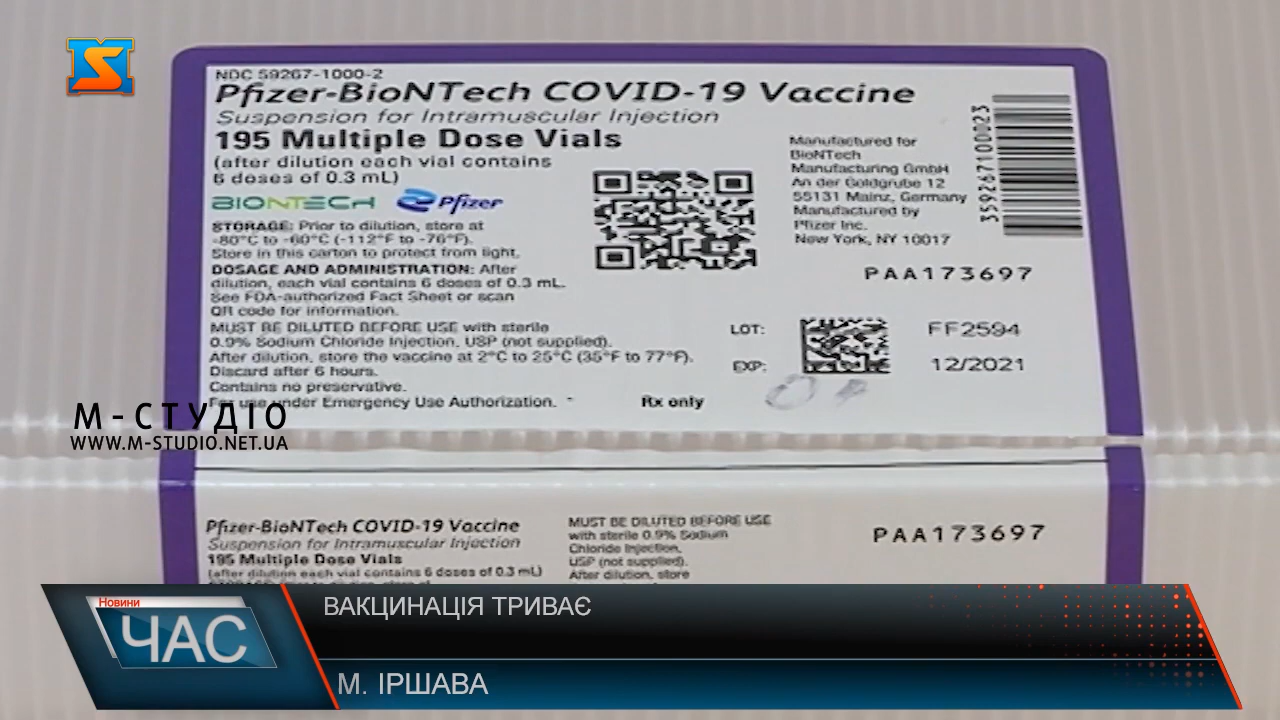 NDC 59267-1000-2
Pfizer-BioNTech COVID-19 Vaccine
Suspension for Intramuscular Injection
195 Multiple Dose Vials
(after dilution each vial contains
6 doses of 0.3 mL)
BIONTECH Pfizer
STORAGE: Prior to dilution, store at
-80°C to -60°C (-112°F to -76°F).
Store in this carton to protect from light.
DOSAGE AND ADMINISTRATION: After
dilution, each vial contains 6 doses of 0.3 mL.
See FDA-authorized Fact Sheet or scan
QR code for information.
MUST BE DILUTED BEFORE USE with sterile
0.9% Sodium Chloride Injection, USP (not supplied).
After dilution, store the vaccine at 2°C to 25°C (35°F to 77°F).
Discard after 6 hours.
Contains no preservative.
For use under Emergency Use Authorization.
Rx only
Manufactured for
BioNTech
Manufacturing GmbH
An der Goldgrube 12
55131 Mainz, Germany
Manufactured by
Pfizer Inc.
New York, NY 10017
359267100023
PAA173697
LOT: FF2594
EXP: 12/2021
М-СТУДІО
WWW.M-STUDIO.NET.UA
Pfizer-BioNTech COVID-19 Vaccine
Suspension for Intramuscular Injection
195 Multiple Dose Vials
(after dilution each vial contains 6 doses of 0.3 mL)
MUST BE DILUTED BEFORE USE
with sterile 0.9% Sodium
Chloride Injection,
USP (not supplied).
After dilution, store
PAA173697
Новини
ЧАС
ВАКЦИНАЦІЯ ТРИВАЄ
М. ІРШАВА